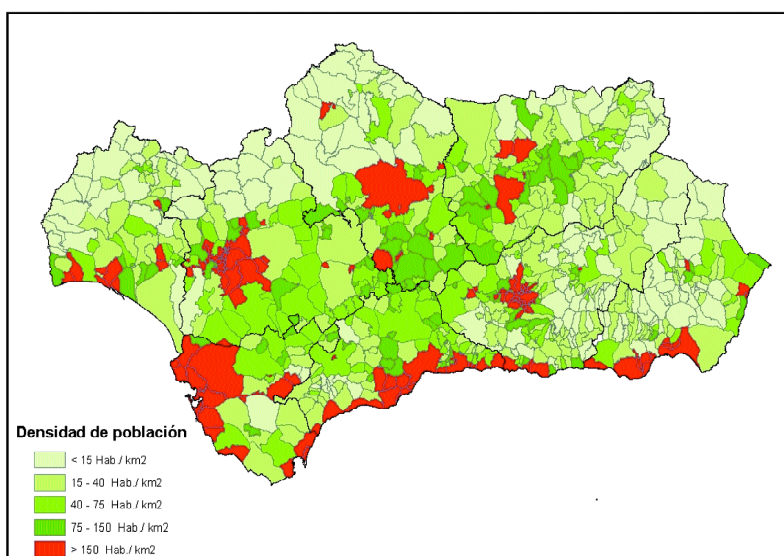 Densidad de población
< 15 Hab./ km2
15 - 40 Hab./ km2
40 - 75 Hab./ km2
75 - 150 Hab./ km2
> 150 Hab./km2